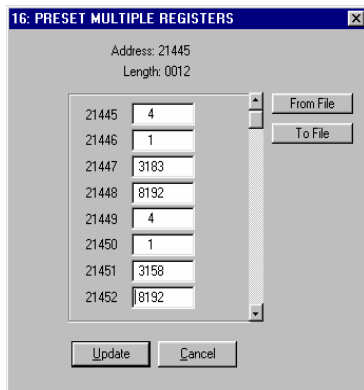 16: PRESET MULTIPLE REGISTERS
Address: 21445
Length: 0012
From File
To File
21445 4
21446 1
21447 3183
21448 8192
21449 4
21450 1
21451 3158
21452 8192
Update Cancel